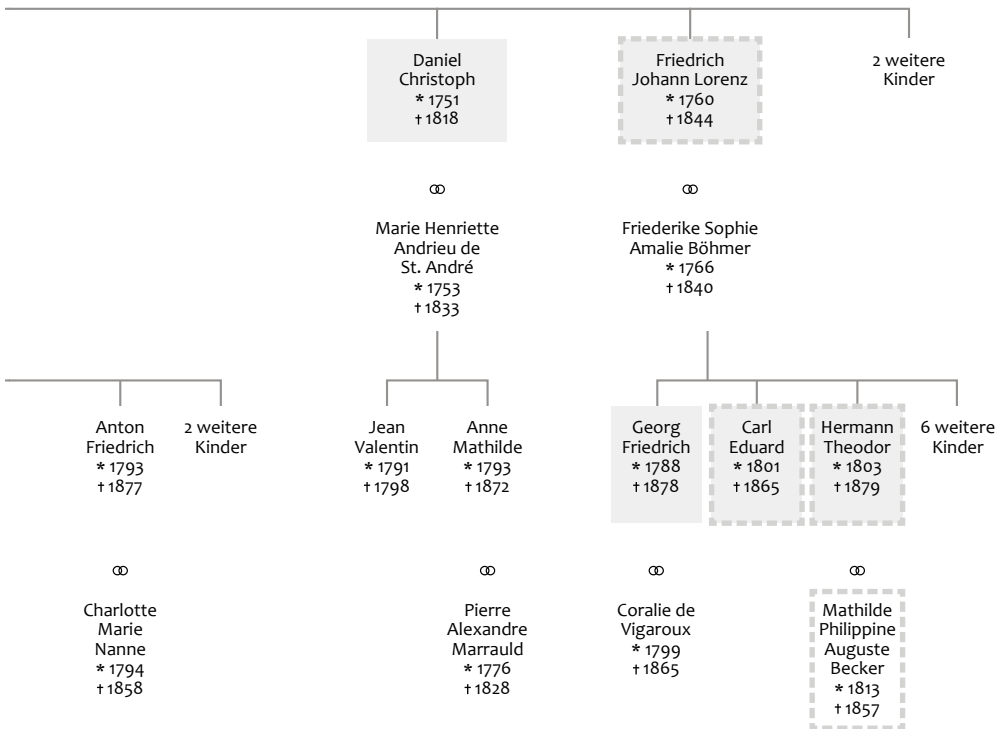 Daniel
Christoph
* 1751
† 1818
Friedrich
Johann Lorenz
* 1760
† 1844
2 weitere
Kinder
Marie Henriette
Andrieu de
St. André
* 1753
† 1833
Friederike Sophie
Amalie Böhmer
* 1766
† 1840
Anton
Friedrich
* 1793
† 1877
2 weitere
Kinder
Jean
Valentin
* 1791
† 1798
Anne
Mathilde
* 1793
† 1872
Georg
Friedrich
* 1788
† 1878
Carl
Eduard
* 1801
† 1865
Hermann
Theodor
* 1803
† 1879
6 weitere
Kinder
Charlotte
Marie
Nanne
* 1794
† 1858
Pierre
Alexandre
Marrauld
* 1776
† 1828
Coralie de
Vigaroux
* 1799
† 1865
Mathilde
Philippine
Auguste
Becker
* 1813
† 1857